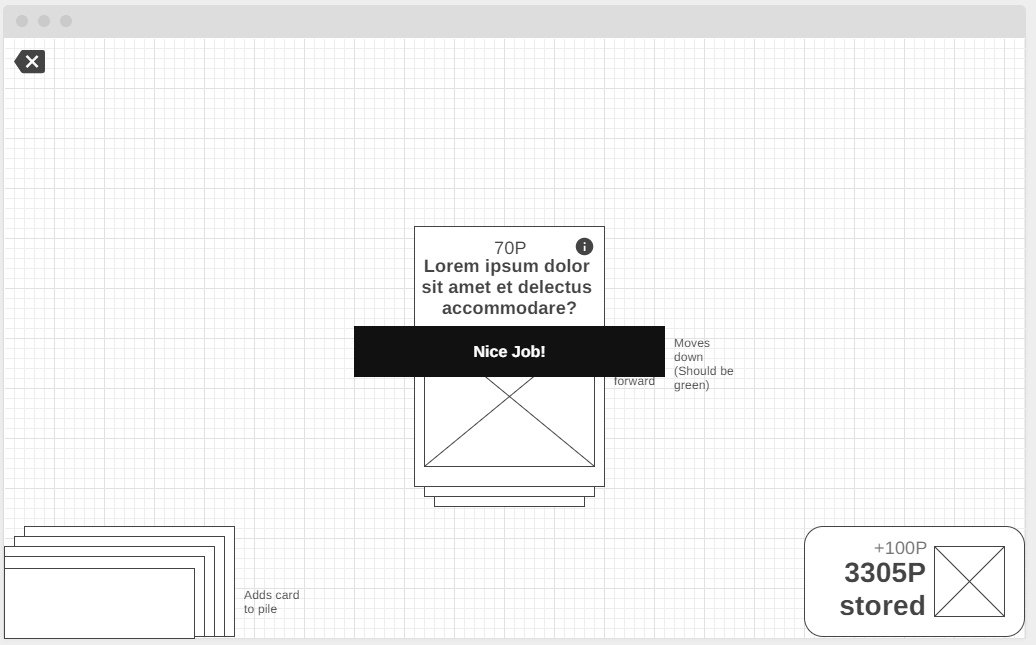 70P
Lorem ipsum dolor
sit amet et delectus
accommodare?
Nice Job!
forward
Moves
down
(Should be
green)
Adds card
to pile
+100P
3305P
stored